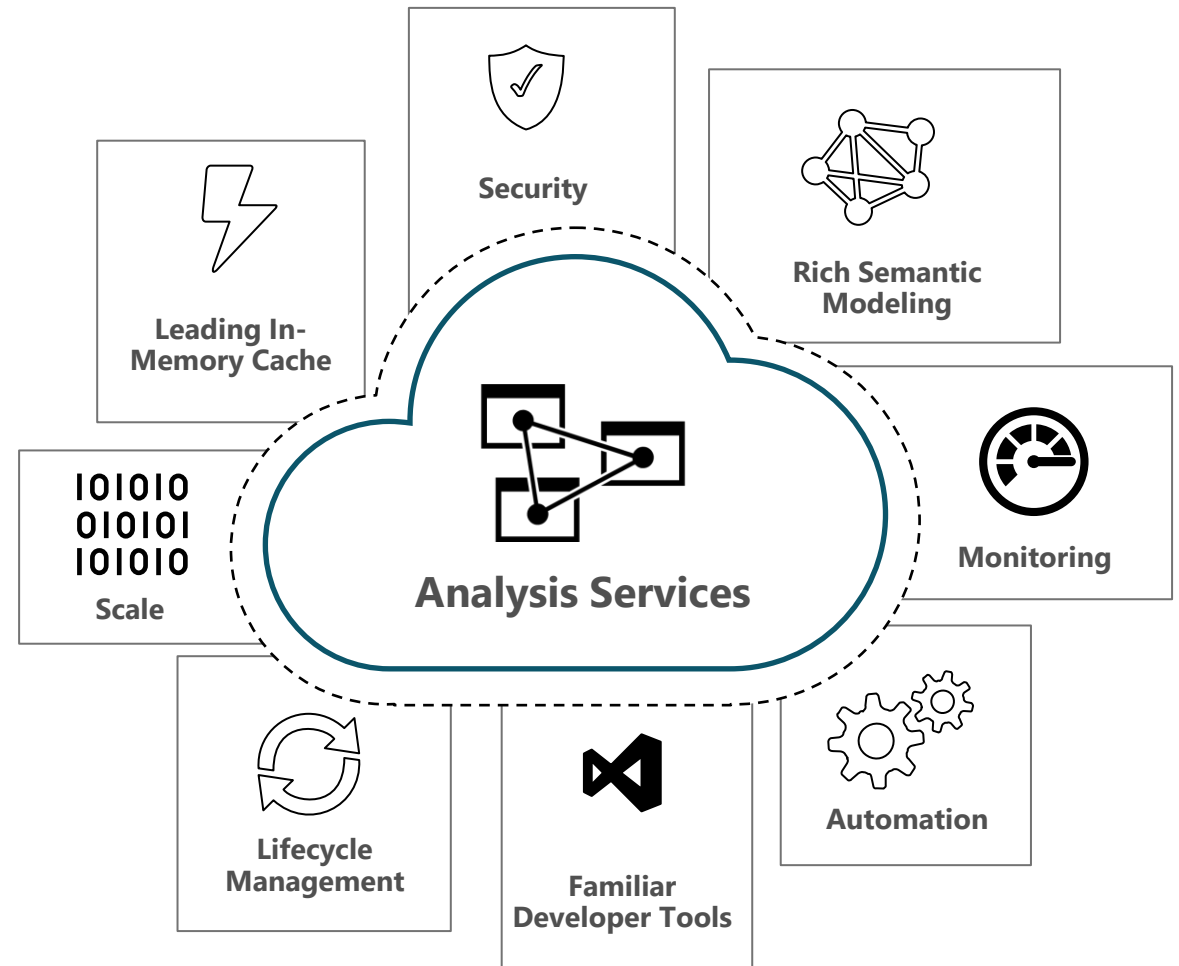 Security
Rich Semantic
Modeling
Leading In-
Memory Cache
101010
010101
101010
Scale
Analysis Services
Monitoring
Automation
Lifecycle
Management
Familiar
Developer Tools